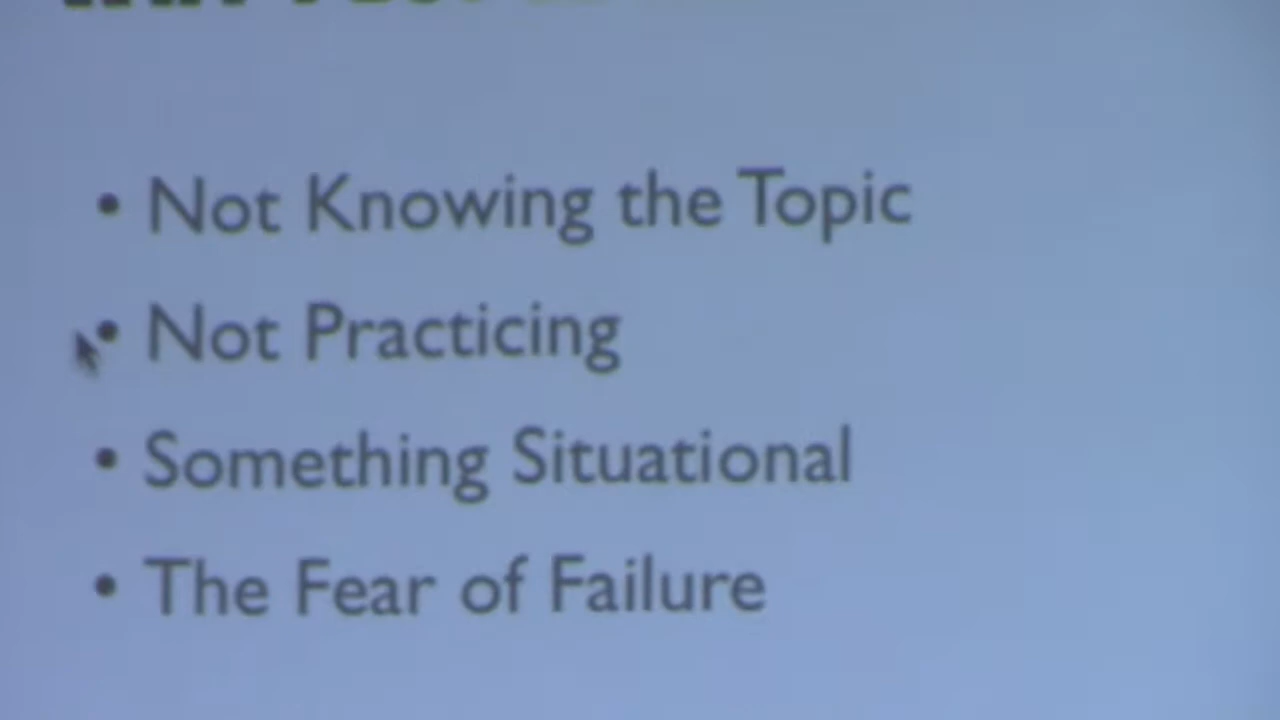 • Not Knowing the Topic
• Not Practicing
• Something Situational
• The Fear of Failure